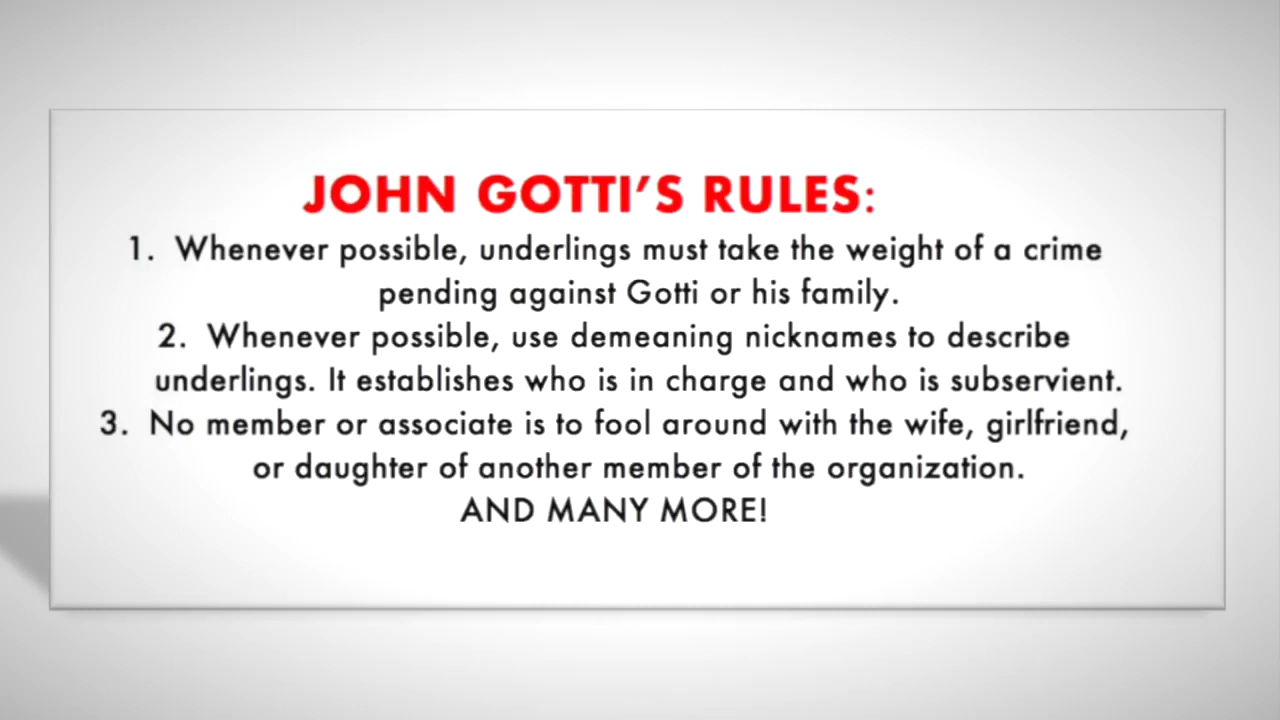 JOHN GOTTI'S RULES:
1. Whenever possible, underlings must take the weight of a crime
pending against Gotti or his family.
2. Whenever possible, use demeaning nicknames to describe
underlings. It establishes who is in charge and who is subservient.
3. No member or associate is to fool around with the wife, girlfriend,
or daughter of another member of the organization.
AND MANY MORE!